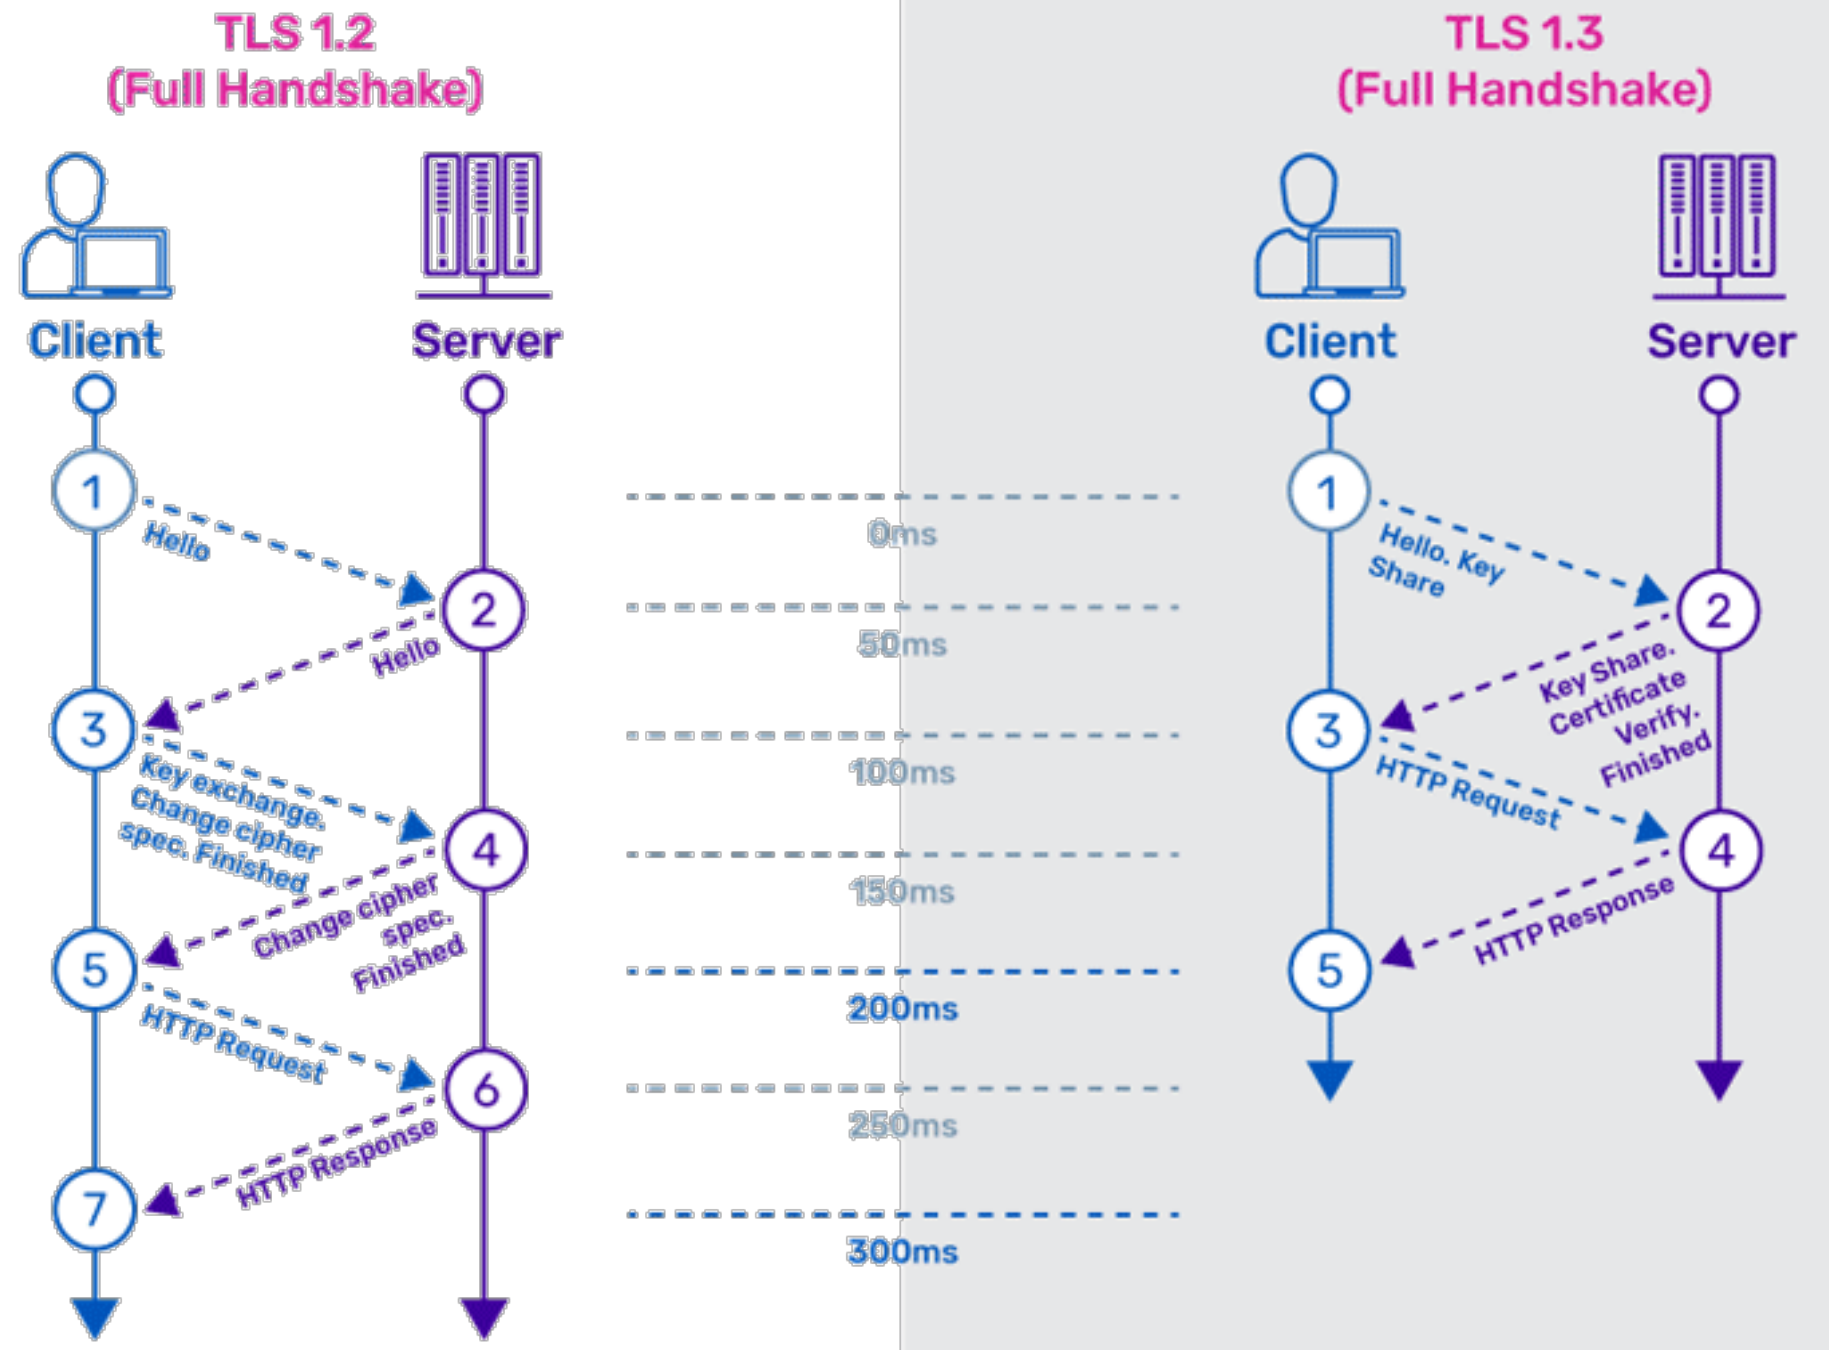 TLS 1.2
(Full Handshake)
Client
Server
1
Hello
2
Hello
3
Key exchange.
Change cipher
spec. Finished
4
Change cipher
spec.
Finished
5
HTTP Request
6
HTTP Response
7
0ms
50ms
100ms
150ms
200ms
250ms
300ms
TLS 1.3
(Full Handshake)
Client
Server
1
Hello. Key
Share
2
Key Share.
Certificate
Verify.
Finished
3
HTTP Request
4
HTTP Response
5